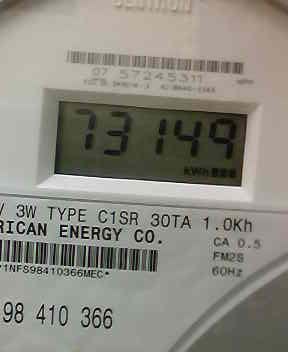 07 57245311
73149
kWh
V 3W TYPE C1SR 30TA 1.0Kh
RICAN ENERGY CO.
CA 0.5
FM2S
60Hz
*1NFS98410366MEC*
98 410 366